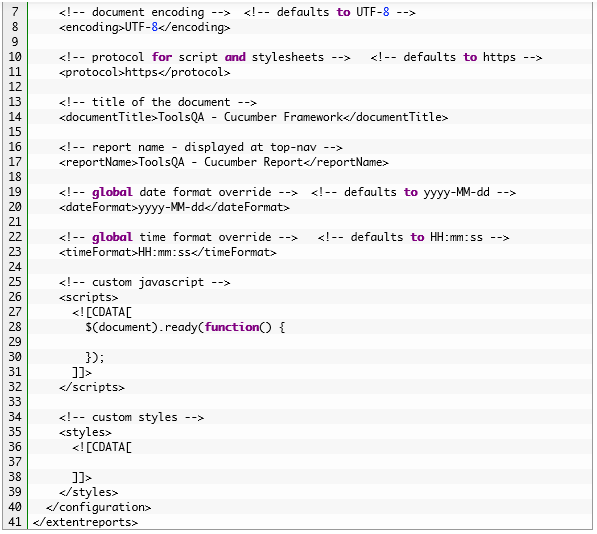 7 <!-- document encoding --> <!-- defaults to UTF-8 -->
8 <encoding>UTF-8</encoding>
9
10 <!-- protocol for script and stylesheets --> <!-- defaults to https -->
11 <protocol>https</protocol>
12
13 <!-- title of the document -->
14 <documentTitle>ToolsQA - Cucumber Framework</documentTitle>
15
16 <!-- report name - displayed at top-nav -->
17 <reportName>ToolsQA - Cucumber Report</reportName>
18
19 <!-- global date format override --> <!-- defaults to yyyy-MM-dd -->
20 <dateFormat>yyyy-MM-dd</dateFormat>
21
22 <!-- global time format override --> <!-- defaults to HH:mm:ss -->
23 <timeFormat>HH:mm:ss</timeFormat>
24
25 <!-- custom javascript -->
26 <scripts>
27 <![CDATA[
28 $(document).ready(function() {
29
30 });
31 ]]>
32 </scripts>
33
34 <!-- custom styles -->
35 <styles>
36 <![CDATA[
37
38 ]]>
39 </styles>
40 </configuration>
41 </extentreports>